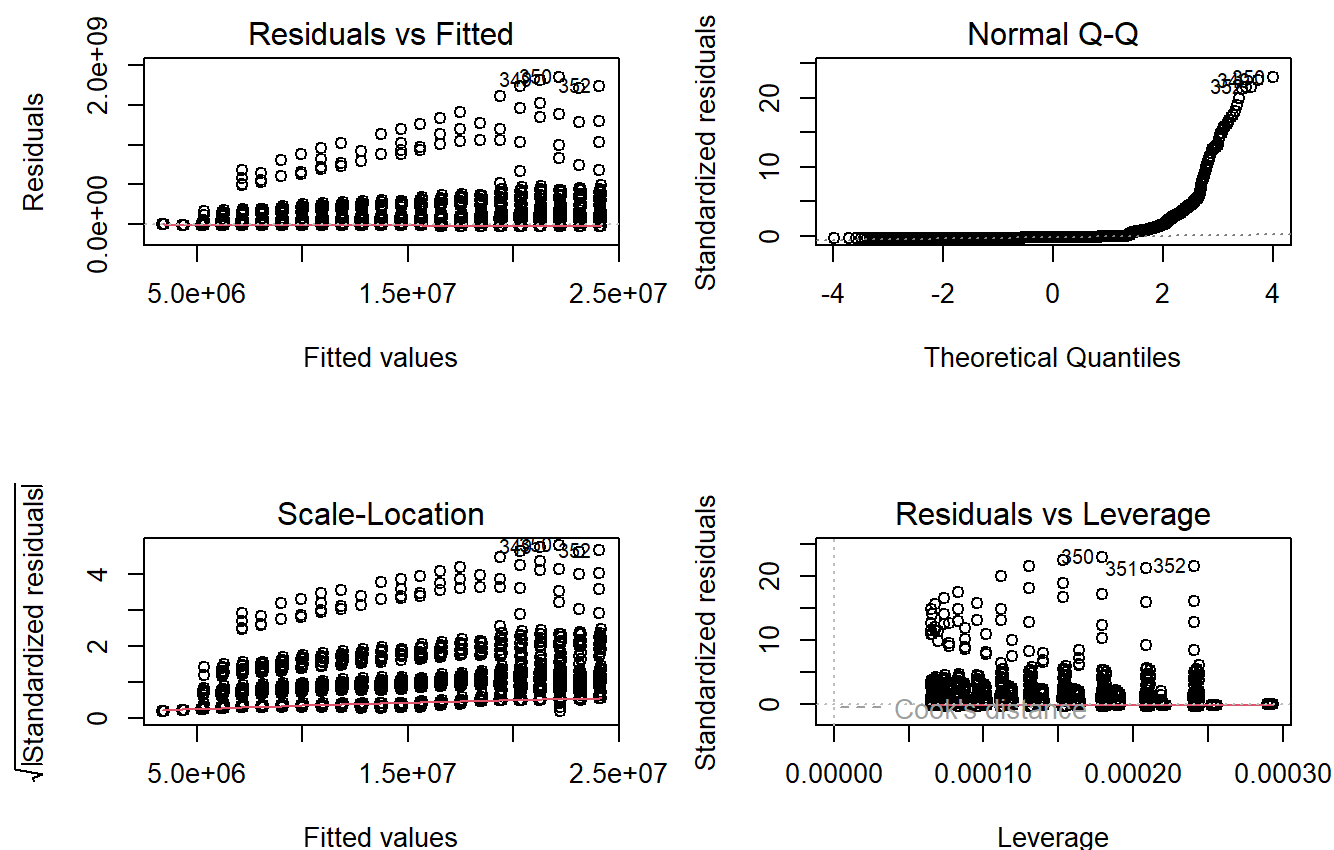 Residuals vs Fitted
Residuals
0.0e+00
2.0e+09
350
352
5.0e+06
1.5e+07
2.5e+07
Fitted values
Normal Q-Q
Standardized residuals
0
10
20
350
-4
-2
0
2
4
Theoretical Quantiles
Scale-Location
√|Standardized residuals|
0
2
4
350
352
5.0e+06
1.5e+07
2.5e+07
Fitted values
Residuals vs Leverage
Standardized residuals
0
10
20
350
351
352
Cook's distance
0.00000
0.00010
0.00020
0.00030
Leverage